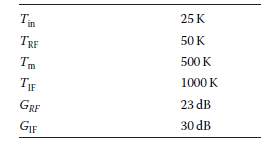 T_in 25 K
T_RF 50 K
T_m 500 K
T_IF 1000 K
G_RF 23 dB
G_IF 30 dB